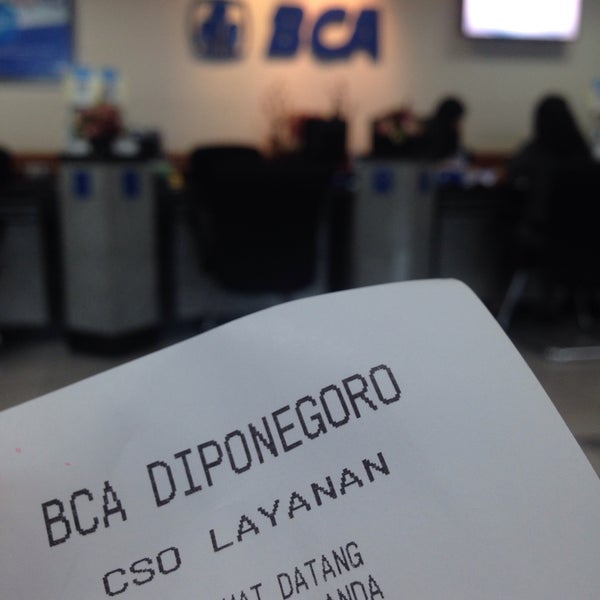 BCA
BCA DIPONEGORO
CSO LAYANAN
DATANG